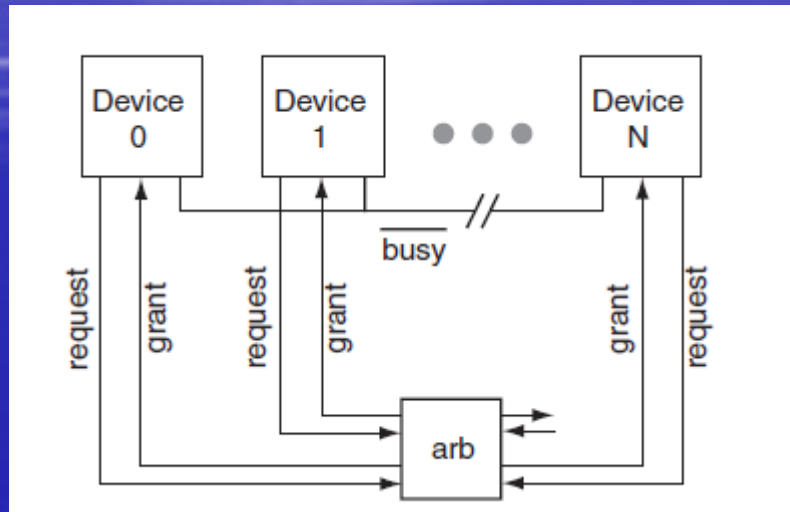 Device
0
Device
1
Device
N
busy
request
grant
request
grant
grant
request
arb